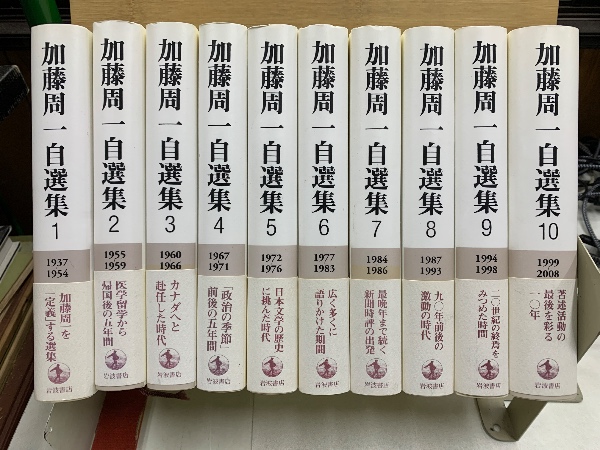 加藤周一自選集
1
1937
1954
加藤周一を
「定義」する選集
岩波書店
加藤周一自選集
2
1955
1959
医学留学から
帰国後の五年間
岩波書店
加藤周一自選集
3
1960
1966
カナダへと
赴任した時代
岩波書店
加藤周一自選集
4
1967
1971
「政治の季節」
前後の五年間
岩波書店
加藤周一自選集
5
1972
1976
日本文学の歴史
に挑んだ時代
岩波書店
加藤周一自選集
6
1977
1983
広く多くに
語りかけた期間
岩波書店
加藤周一自選集
7
1984
1986
最晩年まで続く
新聞時評の出発
岩波書店
加藤周一自選集
8
1987
1993
九〇年前後の
激動の時代
岩波書店
加藤周一自選集
9
1994
1998
二〇世紀の終焉を
みつめた時間
岩波書店
加藤周一自選集
10
1999
2008
著述活動の
最後を彩る
一〇年
岩波書店